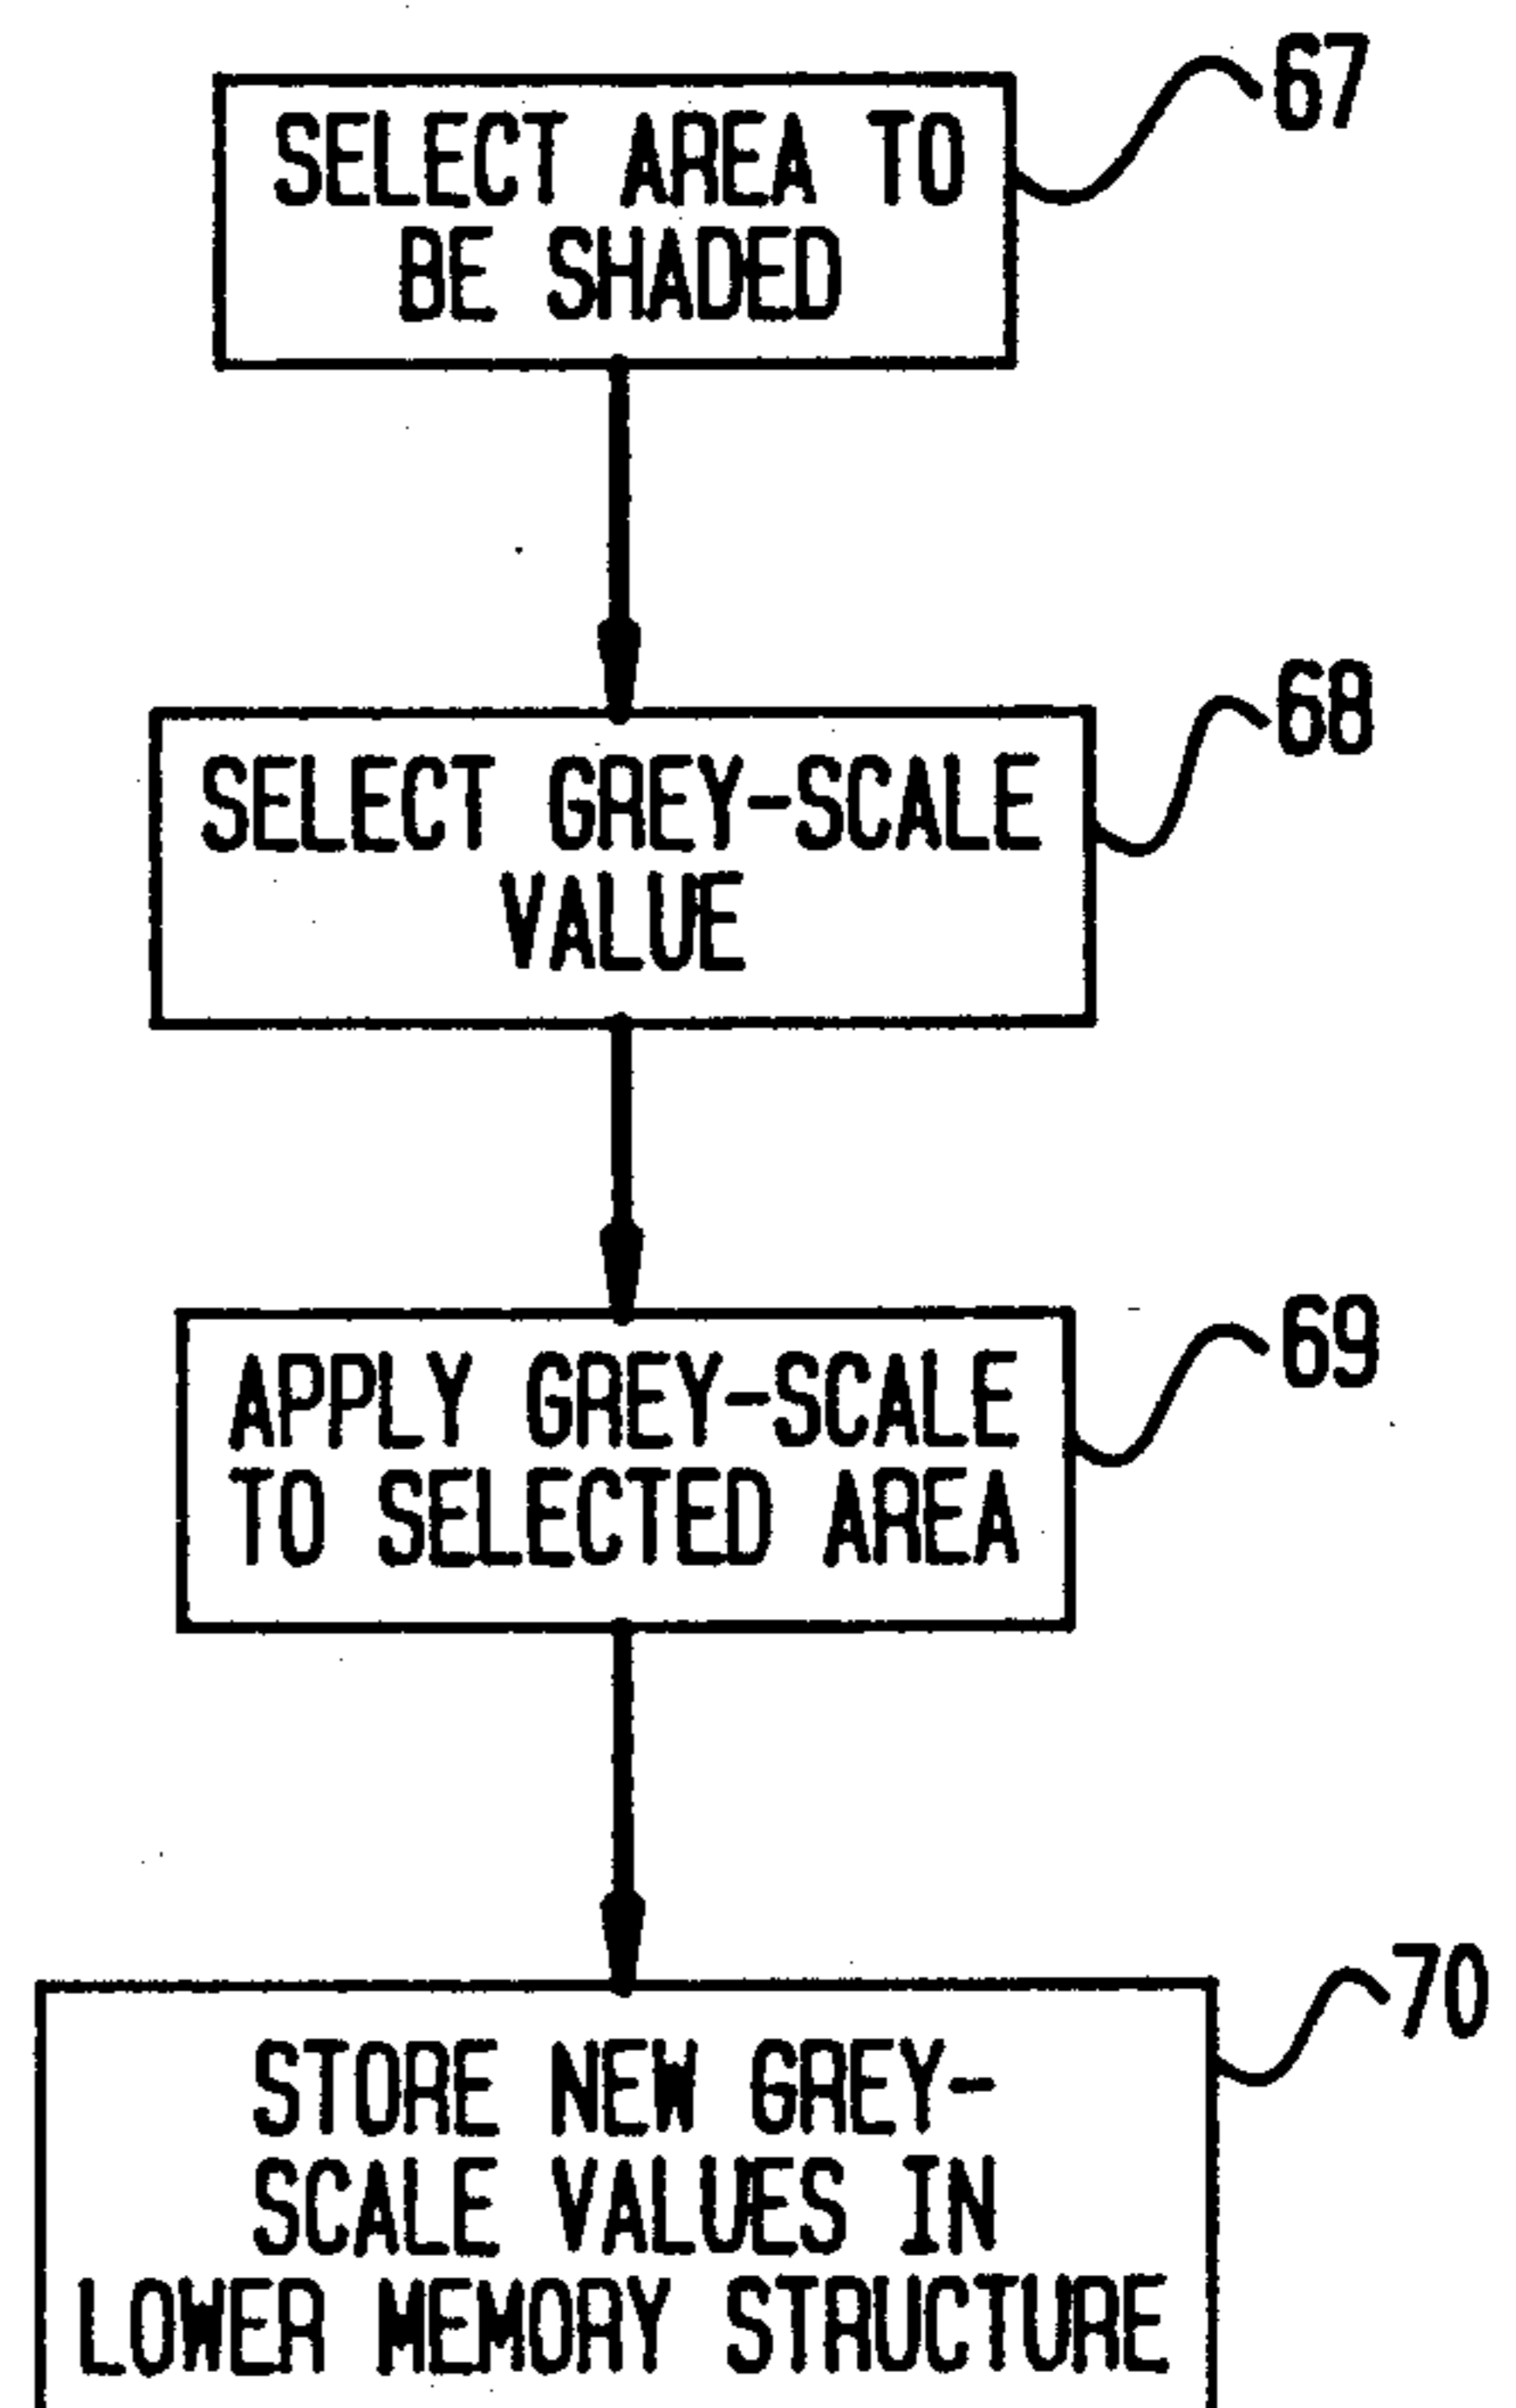 67
SELECT AREA TO
BE SHADED
68
SELECT GREY-SCALE
VALUE
69
APPLY GREY-SCALE
TO SELECTED AREA
70
STORE NEW GREY-
SCALE VALUES IN
LOWER MEMORY STRUCTURE